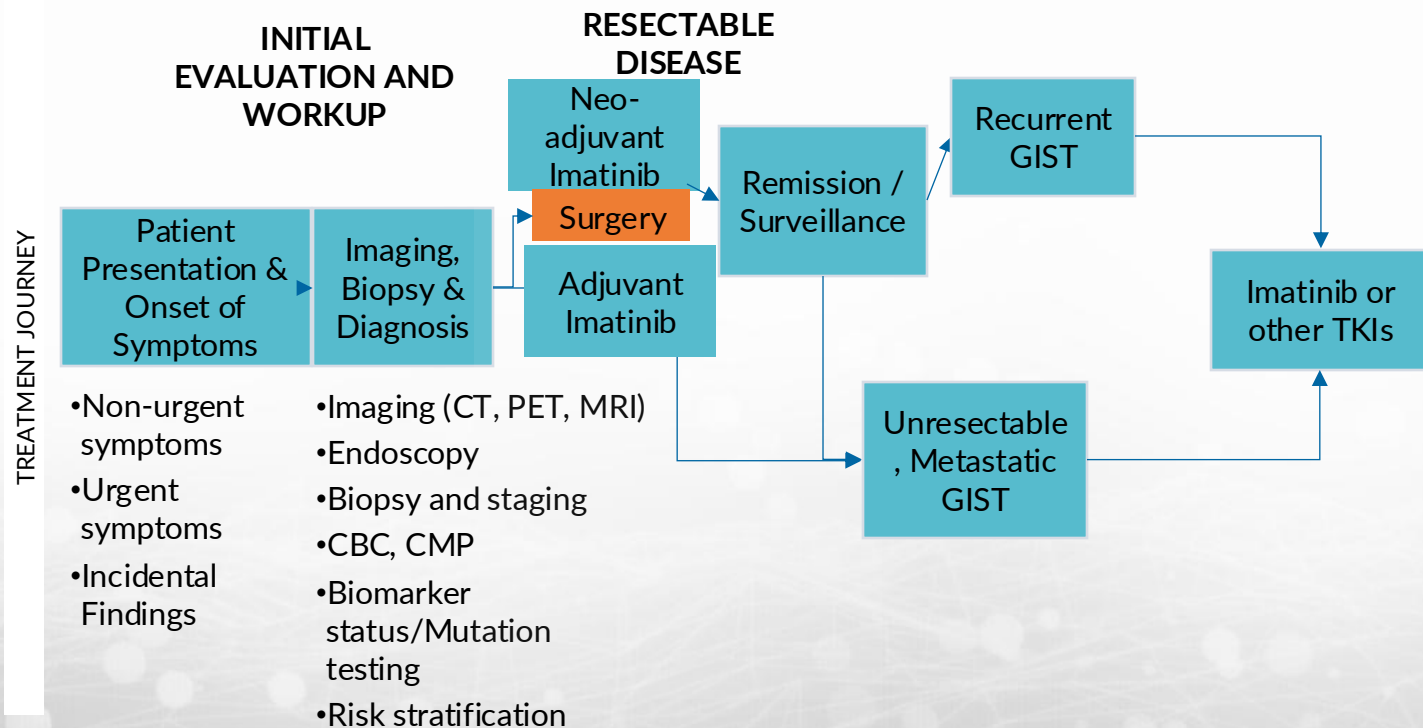 TREATMENT JOURNEY
INITIAL
EVALUATION AND
WORKUP
RESECTABLE
DISEASE
Patient
Presentation &
Onset of
Symptoms
Imaging,
Biopsy &
Diagnosis
Neo-
adjuvant
Imatinib
Surgery
Adjuvant
Imatinib
Remission /
Surveillance
Recurrent
GIST
Unresectable
, Metastatic
GIST
Imatinib or
other TKIs
•Non-urgent
symptoms
•Urgent
symptoms
•Incidental
Findings
•Imaging (CT, PET, MRI)
•Endoscopy
•Biopsy and staging
•CBC, CMP
•Biomarker
status/Mutation
testing
•Risk stratification